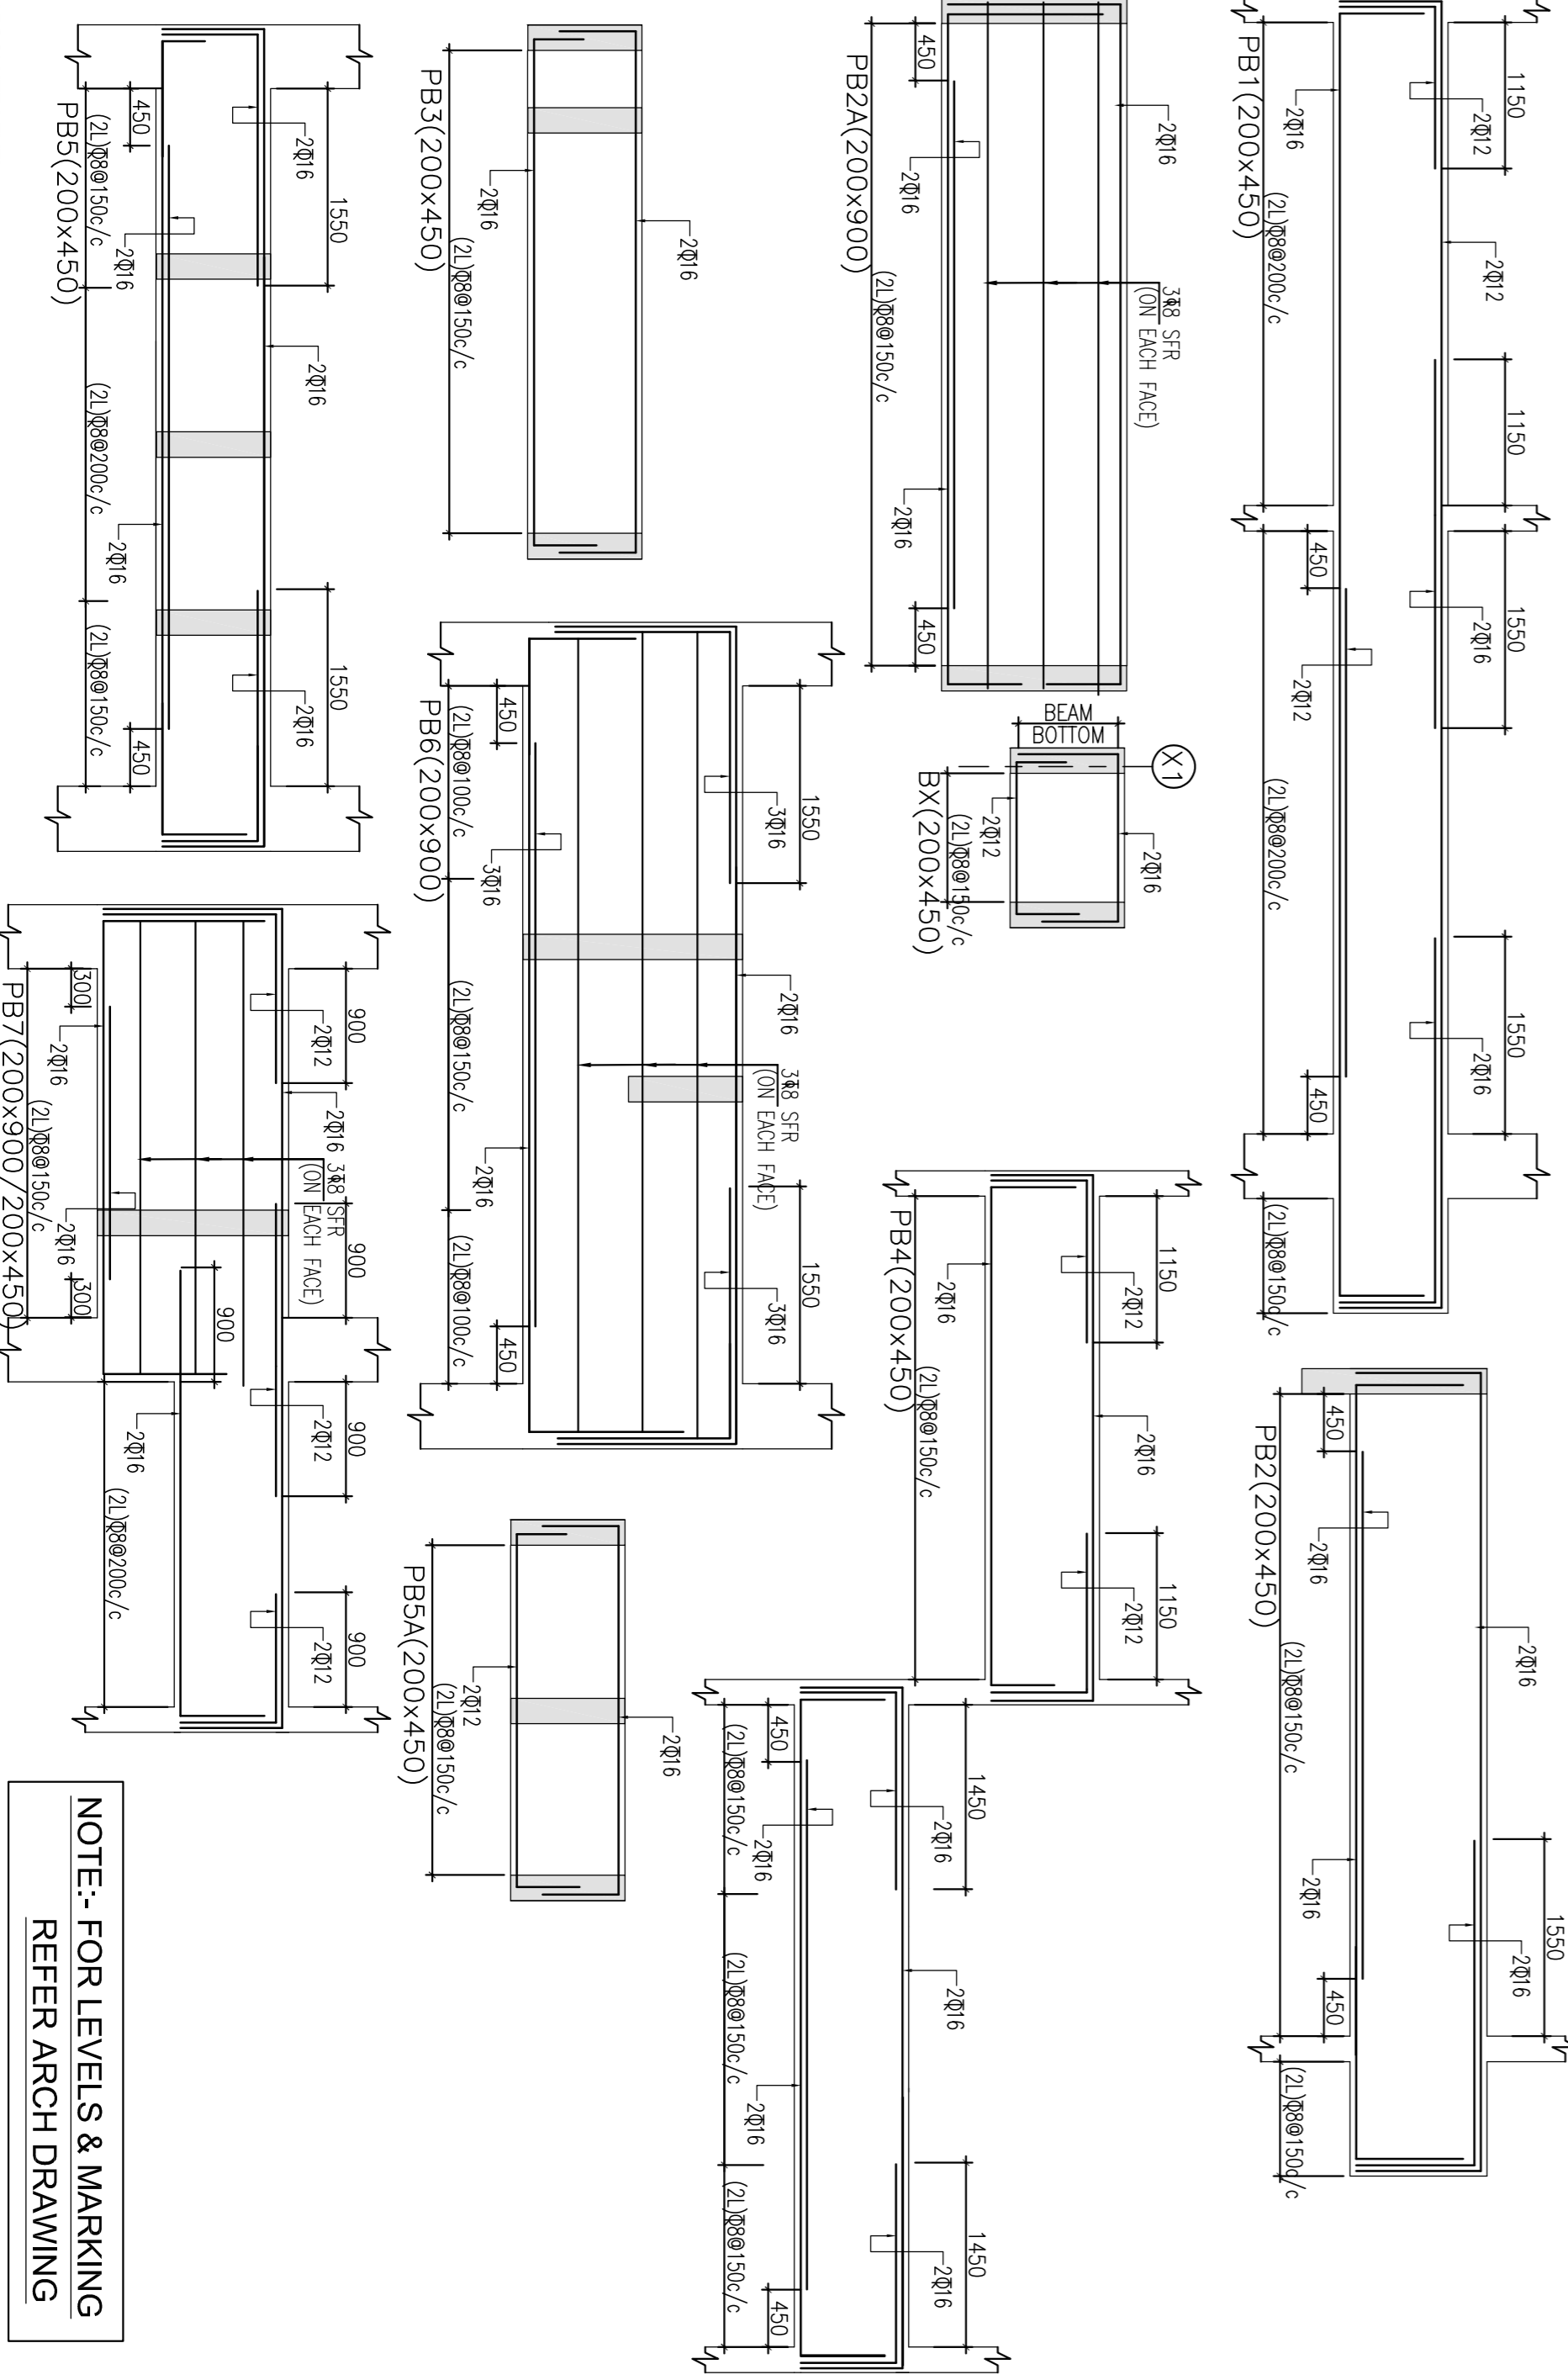 1150
2Φ12
2Φ12
1150
1550
2Φ16
1550
2Φ16
2Φ16
450
2Φ12
450
(2L)Φ8@200c/c
(2L)Φ8@200c/c
(2L)Φ8@150c/c
PB1(200x450)
1550
2Φ16
2Φ16
450
2Φ16
2Φ16
450
(2L)Φ8@150c/c
(2L)Φ8@150c/c
PB2(200x450)
2Φ16
3Φ8 SFR
(ON EACH FACE)
450
2Φ16
2Φ16
450
(2L)Φ8@150c/c
PB2A(200x900)
X1
BEAM
BOTTOM
2Φ16
2Φ12
(2L)Φ8@150c/c
BX(200x450)
1150
2Φ12
2Φ16
1150
2Φ12
2Φ16
(2L)Φ8@150c/c
PB4(200x450)
1450
2Φ16
2Φ16
1450
2Φ16
450
2Φ16
2Φ16
450
(2L)Φ8@150c/c
(2L)Φ8@150c/c
(2L)Φ8@150c/c
2Φ16
2Φ16
(2L)Φ8@150c/c
PB3(200x450)
1550
3Φ16
2Φ16
3Φ8 SFR
(ON EACH FACE)
1550
3Φ16
450
3Φ16
2Φ16
450
(2L)Φ8@100c/c
(2L)Φ8@150c/c
(2L)Φ8@100c/c
PB6(200x900)
2Φ16
2Φ12
(2L)Φ8@150c/c
PB5A(200x450)
1550
2Φ16
2Φ16
1550
2Φ16
450
2Φ16
2Φ16
450
(2L)Φ8@150c/c
(2L)Φ8@200c/c
(2L)Φ8@150c/c
PB5(200x450)
900
2Φ12
2Φ16
3Φ8 SFR
(ON EACH FACE)
900
900
2Φ12
900
2Φ12
900
300
2Φ16
2Φ16
300
2Φ16
(2L)Φ8@150c/c
(2L)Φ8@200c/c
PB7(200x900/200x450)
NOTE:- FOR LEVELS & MARKING
REFER ARCH DRAWING